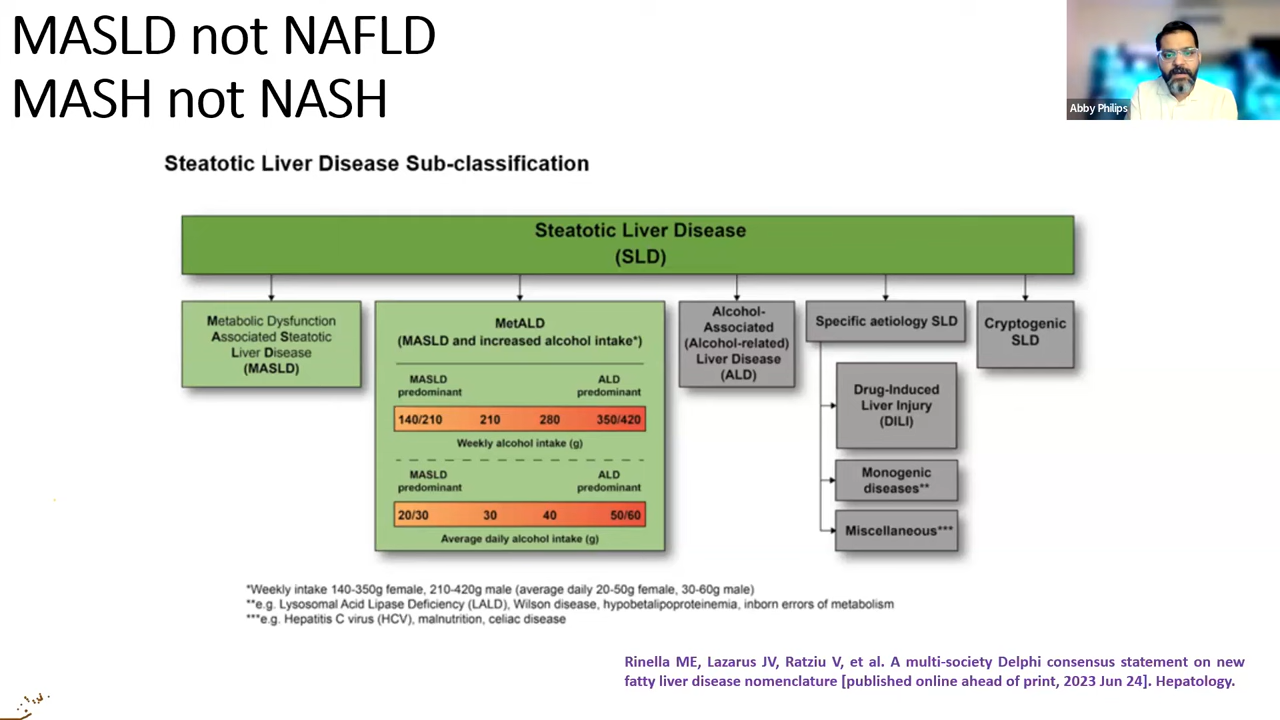 MASLD not NAFLD
MASH not NASH
Abby Philips
Steatotic Liver Disease Sub-classification
Steatotic Liver Disease
(SLD)
Metabolic Dysfunction
Associated Steatotic
Liver Disease
(MASLD)
MetALD
(MASLD and increased alcohol intake*)
MASLD predominant
ALD predominant
140/210 210 280 350/420
Weekly alcohol intake (g)
MASLD predominant
ALD predominant
20/30 30 40 50/60
Average daily alcohol intake (g)
Alcohol-
Associated
(Alcohol-related)
Liver Disease
(ALD)
Specific aetiology SLD
Drug-Induced
Liver Injury
(DILI)
Monogenic
diseases**
Miscellaneous***
Cryptogenic
SLD
*Weekly intake 140-350g female, 210-420g male (average daily 20-50g female, 30-60g male)
**e.g. Lysosomal Acid Lipase Deficiency (LALD), Wilson disease, hypobetalipoproteinemia, inborn errors of metabolism
***e.g. Hepatitis C virus (HCV), malnutrition, celiac disease
Rinella ME, Lazarus JV, Ratziu V, et al. A multi-society Delphi consensus statement on new
fatty liver disease nomenclature [published online ahead of print, 2023 Jun 24]. Hepatology.